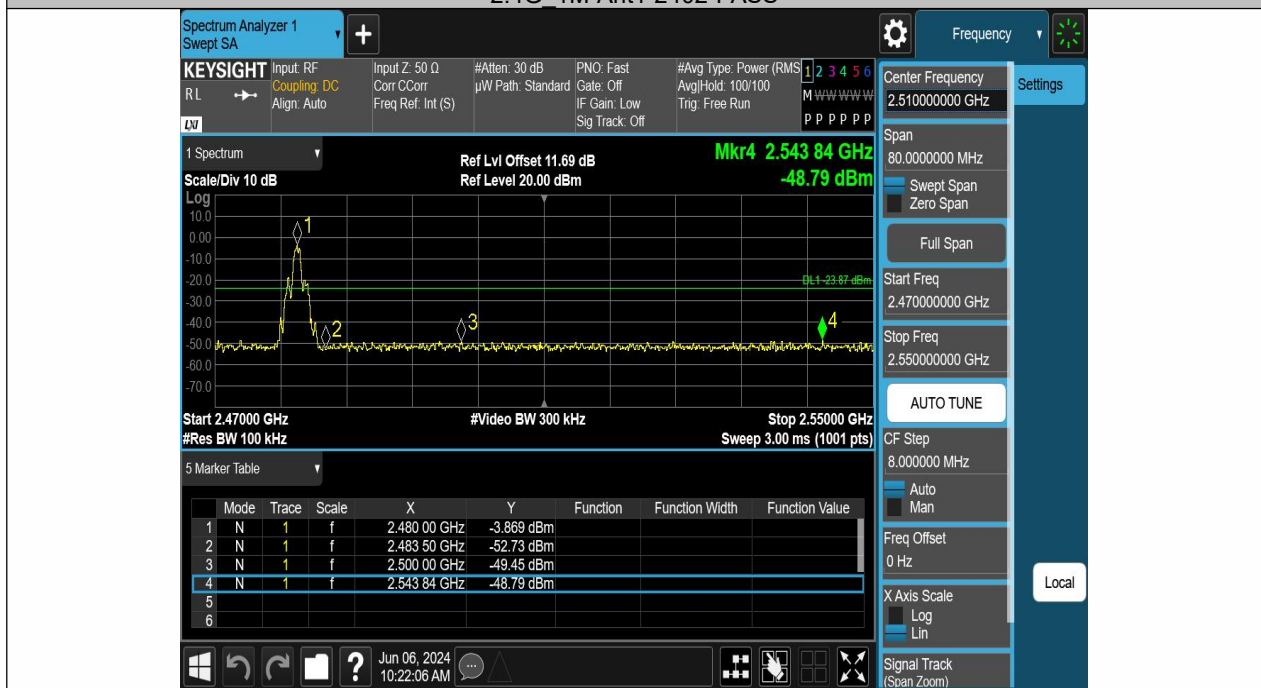 Spectrum Analyzer 1
Swept SA
Frequency
KEYSIGHT
RL
LXI
Input: RF
Coupling: DC
Align: Auto
Input Z: 50 Ω
Corr CCorr
Freq Ref: Int (S)
#Atten: 30 dB
µW Path: Standard
PNO: Fast
Gate: Off
IF Gain: Low
Sig Track: Off
#Avg Type: Power (RMS
Avg|Hold: 100/100
Trig: Free Run
1 2 3 4 5 6
M W W W W W
P P P P P P
1 Spectrum
Scale/Div 10 dB
Ref Lvl Offset 11.69 dB
Ref Level 20.00 dBm
Mkr4 2.543 84 GHz
-48.79 dBm
Log
10.0
0.00
-10.0
-20.0
-30.0
-40.0
-50.0
-60.0
-70.0
1
2
3
4
DL1 -23.87 dBm
Start 2.47000 GHz
#Video BW 300 kHz
Stop 2.55000 GHz
#Res BW 100 kHz
Sweep 3.00 ms (1001 pts)
5 Marker Table
Mode Trace Scale X Y Function Function Width Function Value
1 N 1 f 2.480 00 GHz -3.869 dBm
2 N 1 f 2.483 50 GHz -52.73 dBm
3 N 1 f 2.500 00 GHz -49.45 dBm
4 N 1 f 2.543 84 GHz -48.79 dBm
5
6
Jun 06, 2024
10:22:06 AM
Center Frequency
2.510000000 GHz
Settings
Span
80.0000000 MHz
Swept Span
Zero Span
Full Span
Start Freq
2.470000000 GHz
Stop Freq
2.550000000 GHz
AUTO TUNE
CF Step
8.000000 MHz
Auto
Man
Freq Offset
0 Hz
X Axis Scale
Log
Lin
Local
Signal Track
(Span Zoom)